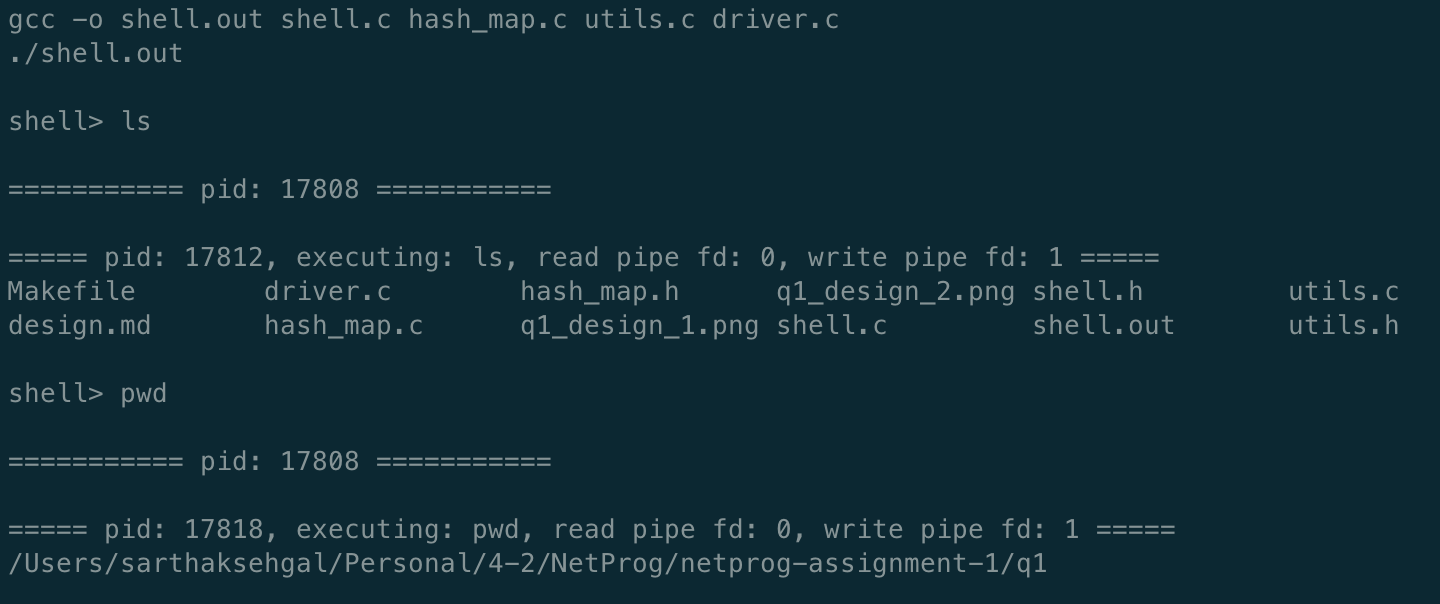 gcc -o shell.out shell.c hash_map.c utils.c driver.c
./shell.out
shell> ls
=========== pid: 17808 ===========
===== pid: 17812, executing: ls, read pipe fd: 0, write pipe fd: 1 =====
Makefile        driver.c        hash_map.h      q1_design_2.png shell.h         utils.c
design.md       hash_map.c      q1_design_1.png shell.c         shell.out       utils.h
shell> pwd
=========== pid: 17808 ===========
===== pid: 17818, executing: pwd, read pipe fd: 0, write pipe fd: 1 =====
/Users/sarthaksehgal/Personal/4-2/NetProg/netprog-assignment-1/q1